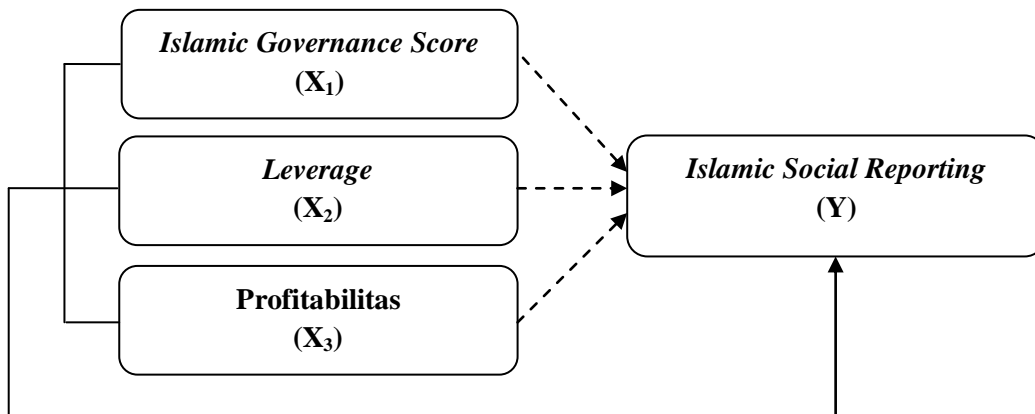 Islamic Governance Score
(X₁)
Leverage
(X₂)
Profitabilitas
(X₃)
Islamic Social Reporting
(Y)